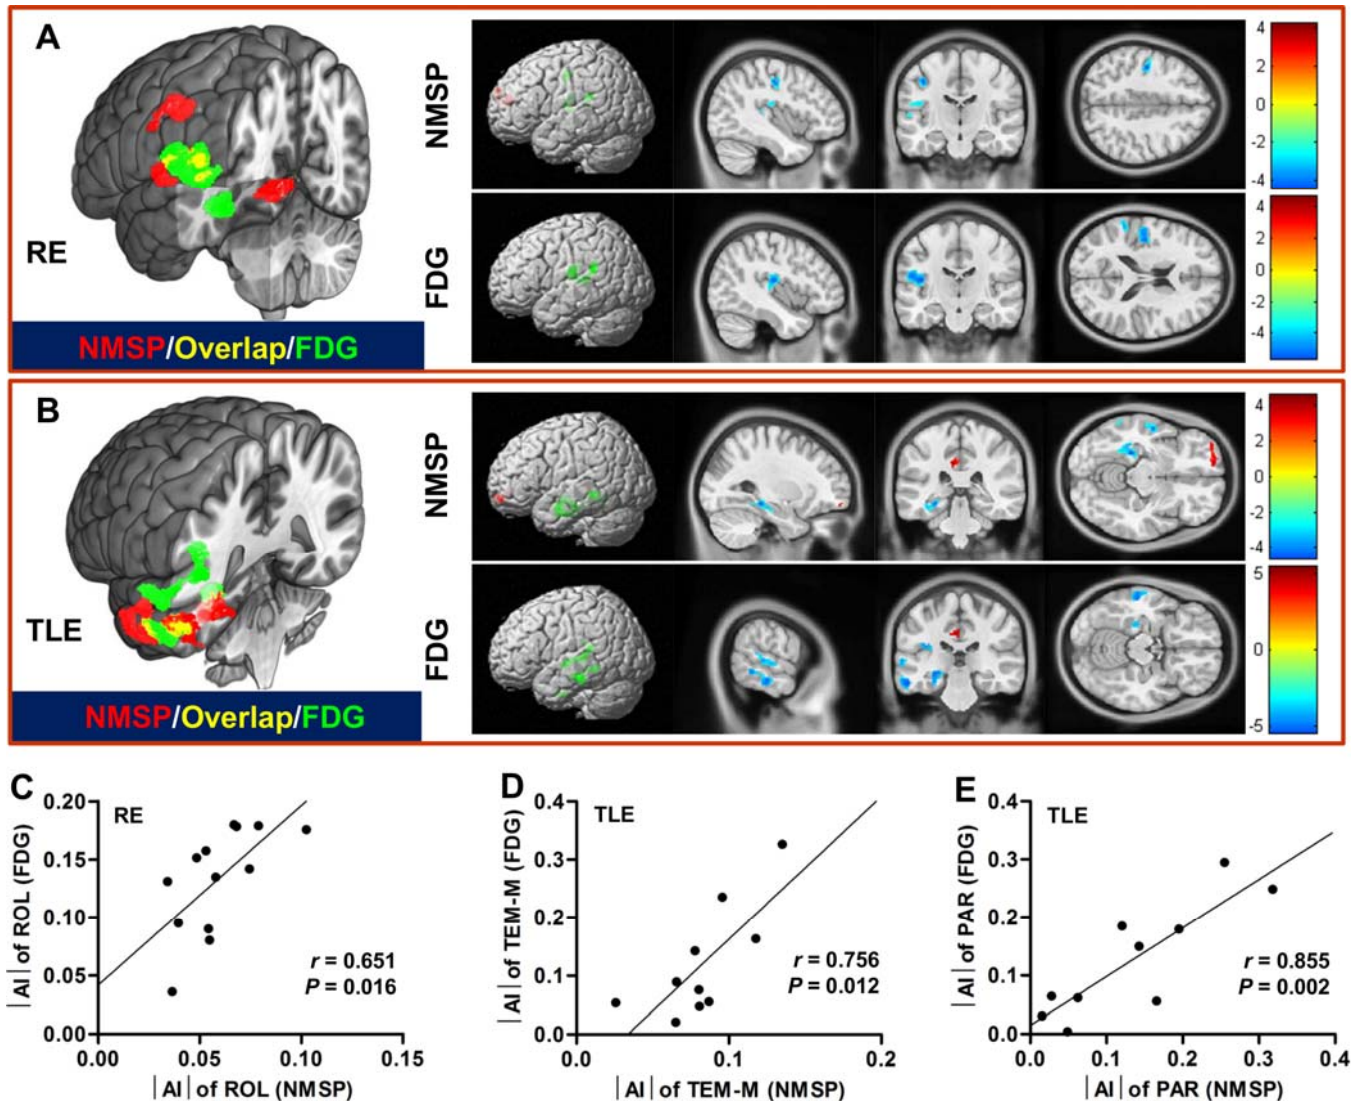 A
RE
NMSP/Overlap/FDG
NMSP
4
2
0
-2
-4
FDG
4
2
0
-2
-4
B
TLE
NMSP/Overlap/FDG
NMSP
4
2
0
-2
-4
FDG
5
0
-5
C
RE
|AI| of ROL (FDG)
0.20
0.15
0.10
0.05
0.00
r = 0.651
P = 0.016
0.00 0.05 0.10 0.15
|AI| of ROL (NMSP)
D
TLE
|AI| of TEM-M (FDG)
0.4
0.3
0.2
0.1
0.0
r = 0.756
P = 0.012
0.0 0.1 0.2
|AI| of TEM-M (NMSP)
E
TLE
|AI| of PAR (FDG)
0.4
0.3
0.2
0.1
0.0
r = 0.855
P = 0.002
0.0 0.1 0.2 0.3 0.4
|AI| of PAR (NMSP)